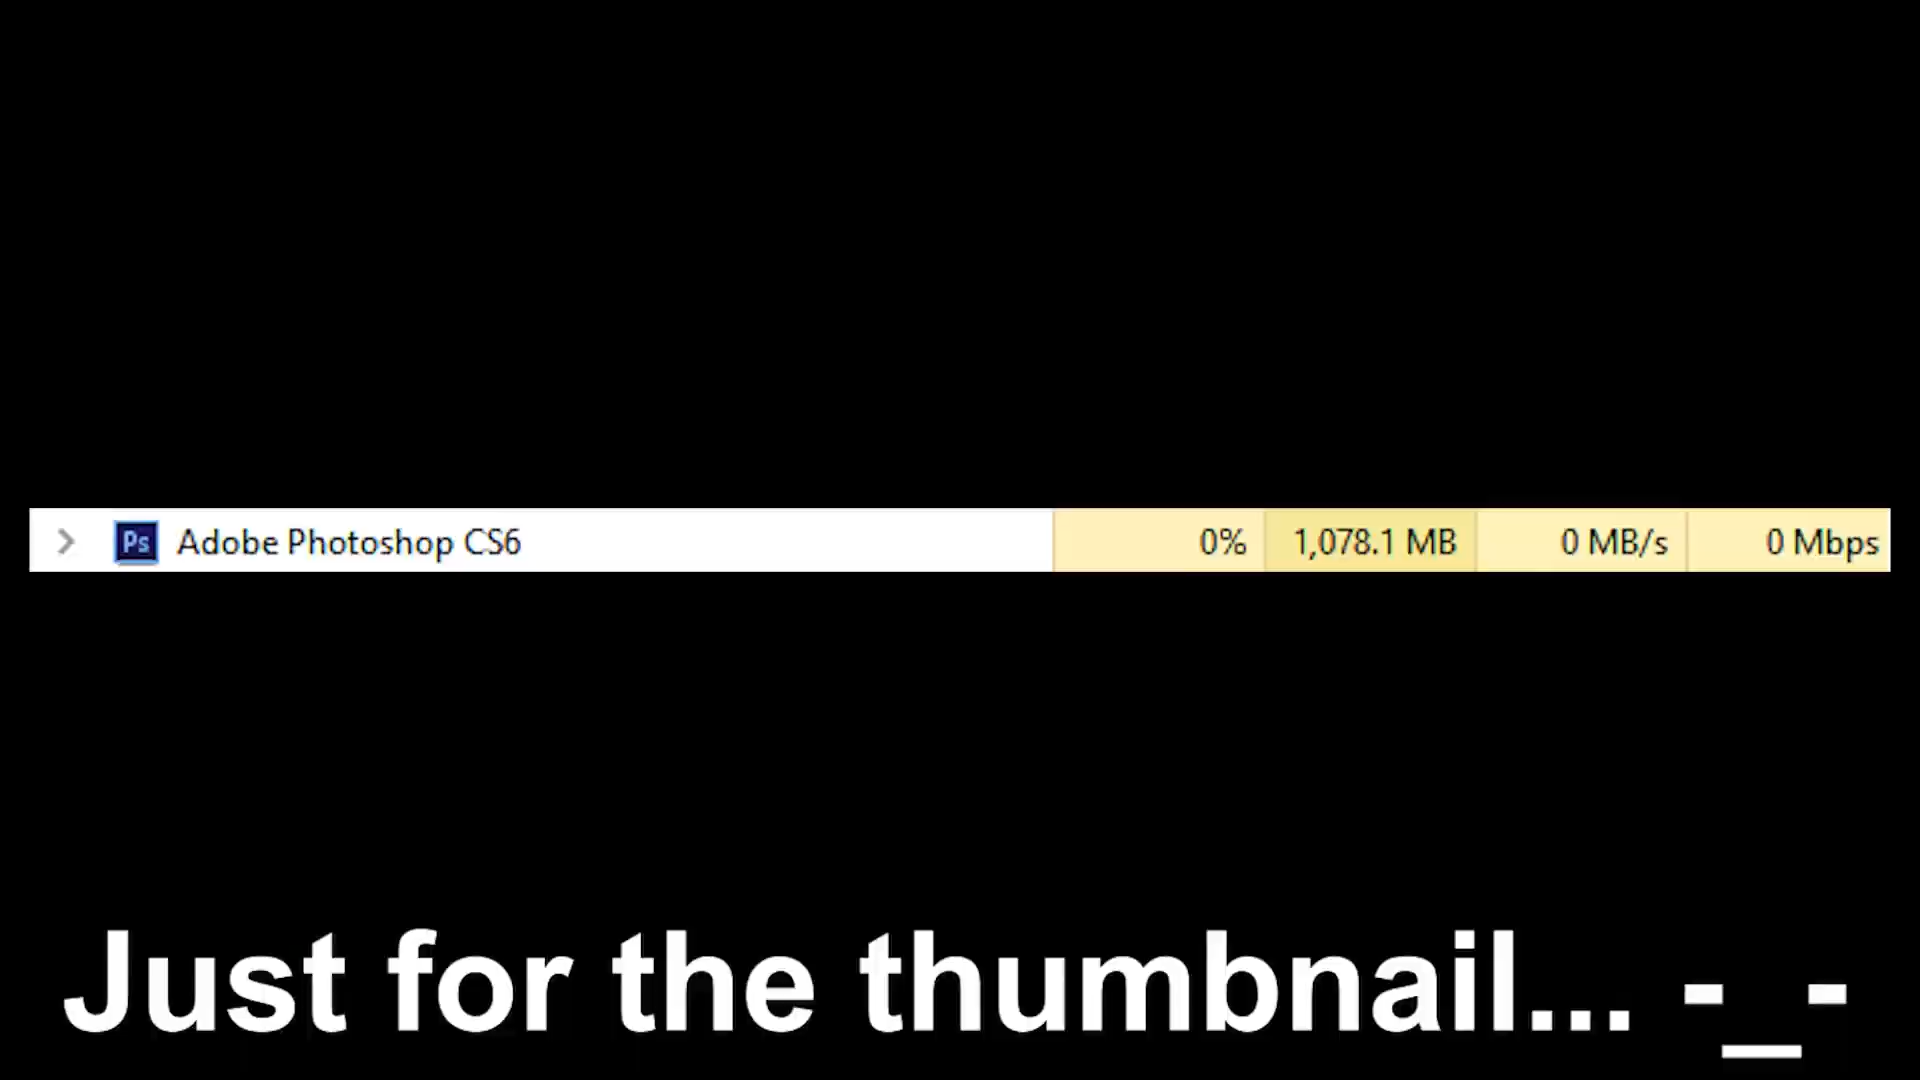 Ps Adobe Photoshop CS6 0% 1,078.1 MB 0 MB/s 0 Mbps
Just for the thumbnail... -_-